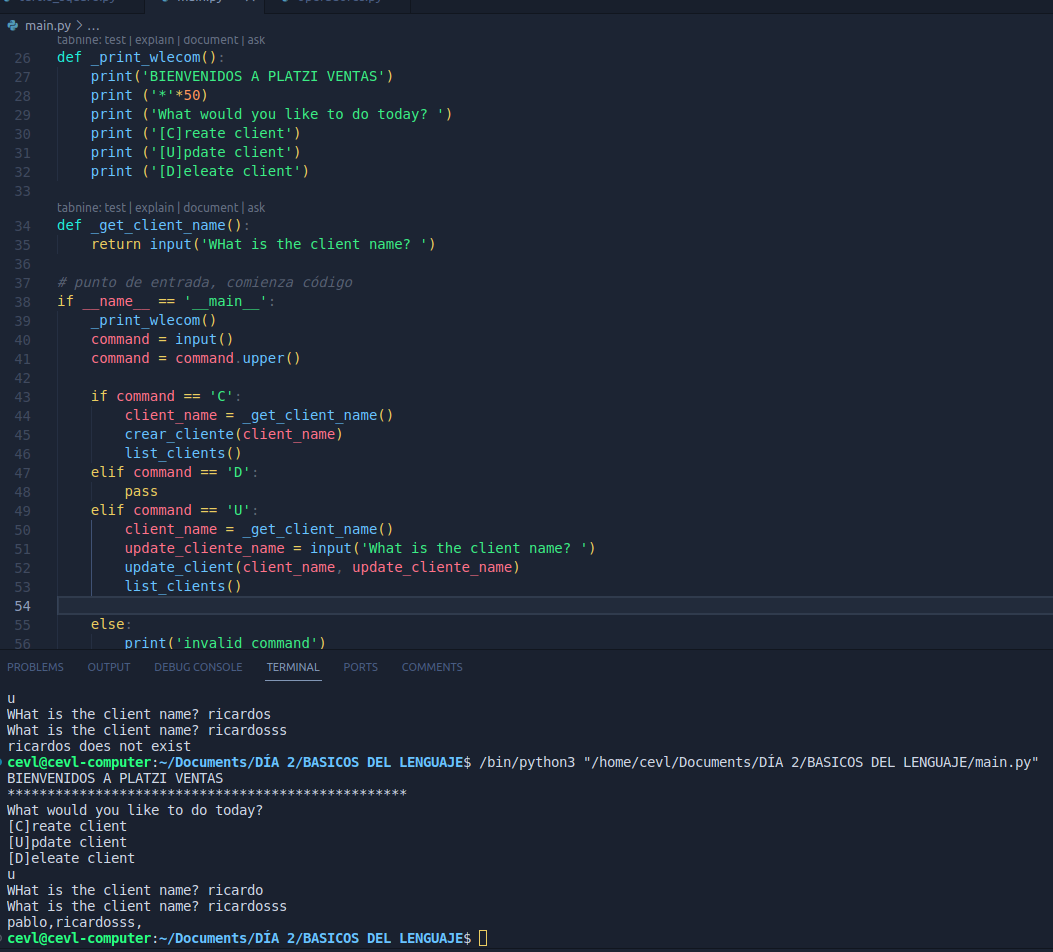 main.py
main.py > ...
tabnine: test | explain | document | ask
26 def _print_wlecom():
27 print('BIENVENIDOS A PLATZI VENTAS')
28 print ('*'*50)
29 print ('What would you like to do today? ')
30 print ('[C]reate client')
31 print ('[U]pdate client')
32 print ('[D]eleate client')
33
tabnine: test | explain | document | ask
34 def _get_client_name():
35 return input('WHat is the client name? ')
36
37 # punto de entrada, comienza código
38 if __name__ == '__main__':
39 _print_wlecom()
40 command = input()
41 command = command.upper()
42
43 if command == 'C':
44 client_name = _get_client_name()
45 crear_cliente(client_name)
46 list_clients()
47 elif command == 'D':
48 pass
49 elif command == 'U':
50 client_name = _get_client_name()
51 update_cliente_name = input('What is the client name? ')
52 update_client(client_name, update_cliente_name)
53 list_clients()
54
55 else:
56 print('invalid command')
PROBLEMS OUTPUT DEBUG CONSOLE TERMINAL PORTS COMMENTS
u
WHat is the client name? ricardos
What is the client name? ricardosss
ricardos does not exist
cevl@cevl-computer:~/Documents/DÍA 2/BASICOS DEL LENGUAJE$ /bin/python3 "/home/cevl/Documents/DÍA 2/BASICOS DEL LENGUAJE/main.py"
BIENVENIDOS A PLATZI VENTAS
**************************************************
What would you like to do today?
[C]reate client
[U]pdate client
[D]eleate client
u
WHat is the client name? ricardo
What is the client name? ricardosss
pablo,ricardosss,
cevl@cevl-computer:~/Documents/DÍA 2/BASICOS DEL LENGUAJE$